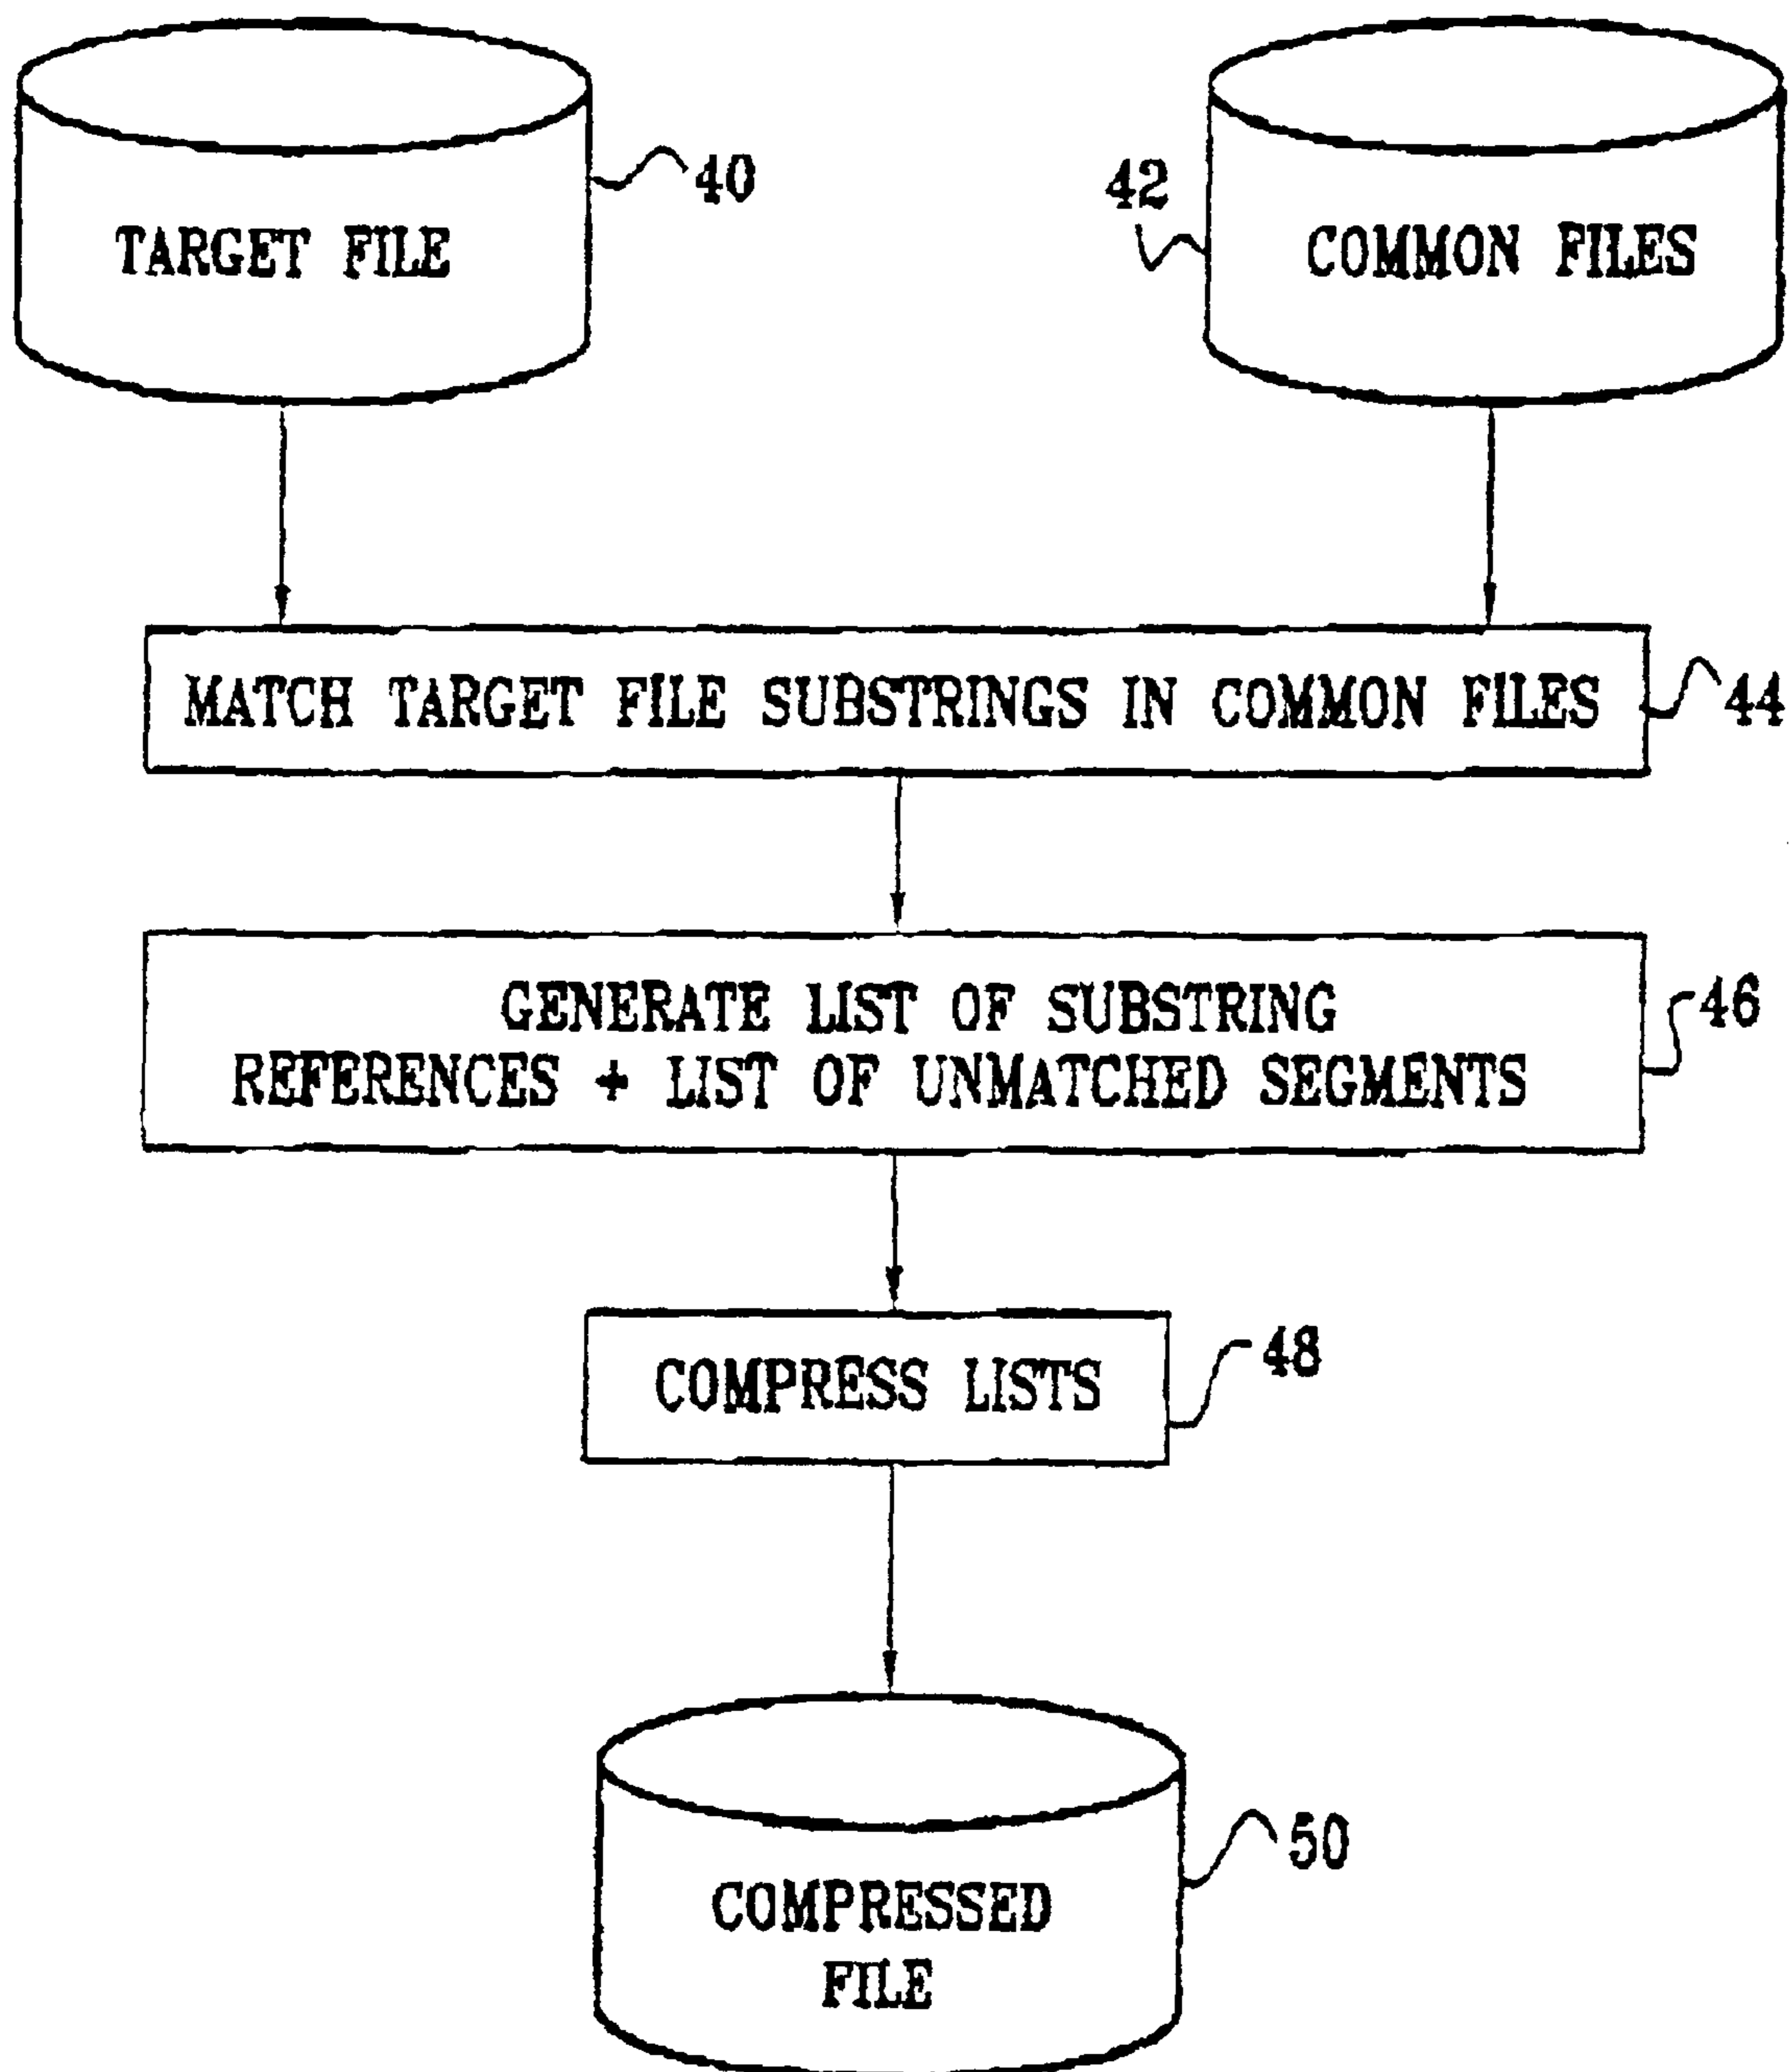 TARGET FILE
40
42
COMMON FILES
MATCH TARGET FILE SUBSTRINGS IN COMMON FILES
44
GENERATE LIST OF SUBSTRING
REFERENCES + LIST OF UNMATCHED SEGMENTS
46
COMPRESS LISTS
48
COMPRESSED
FILE
50